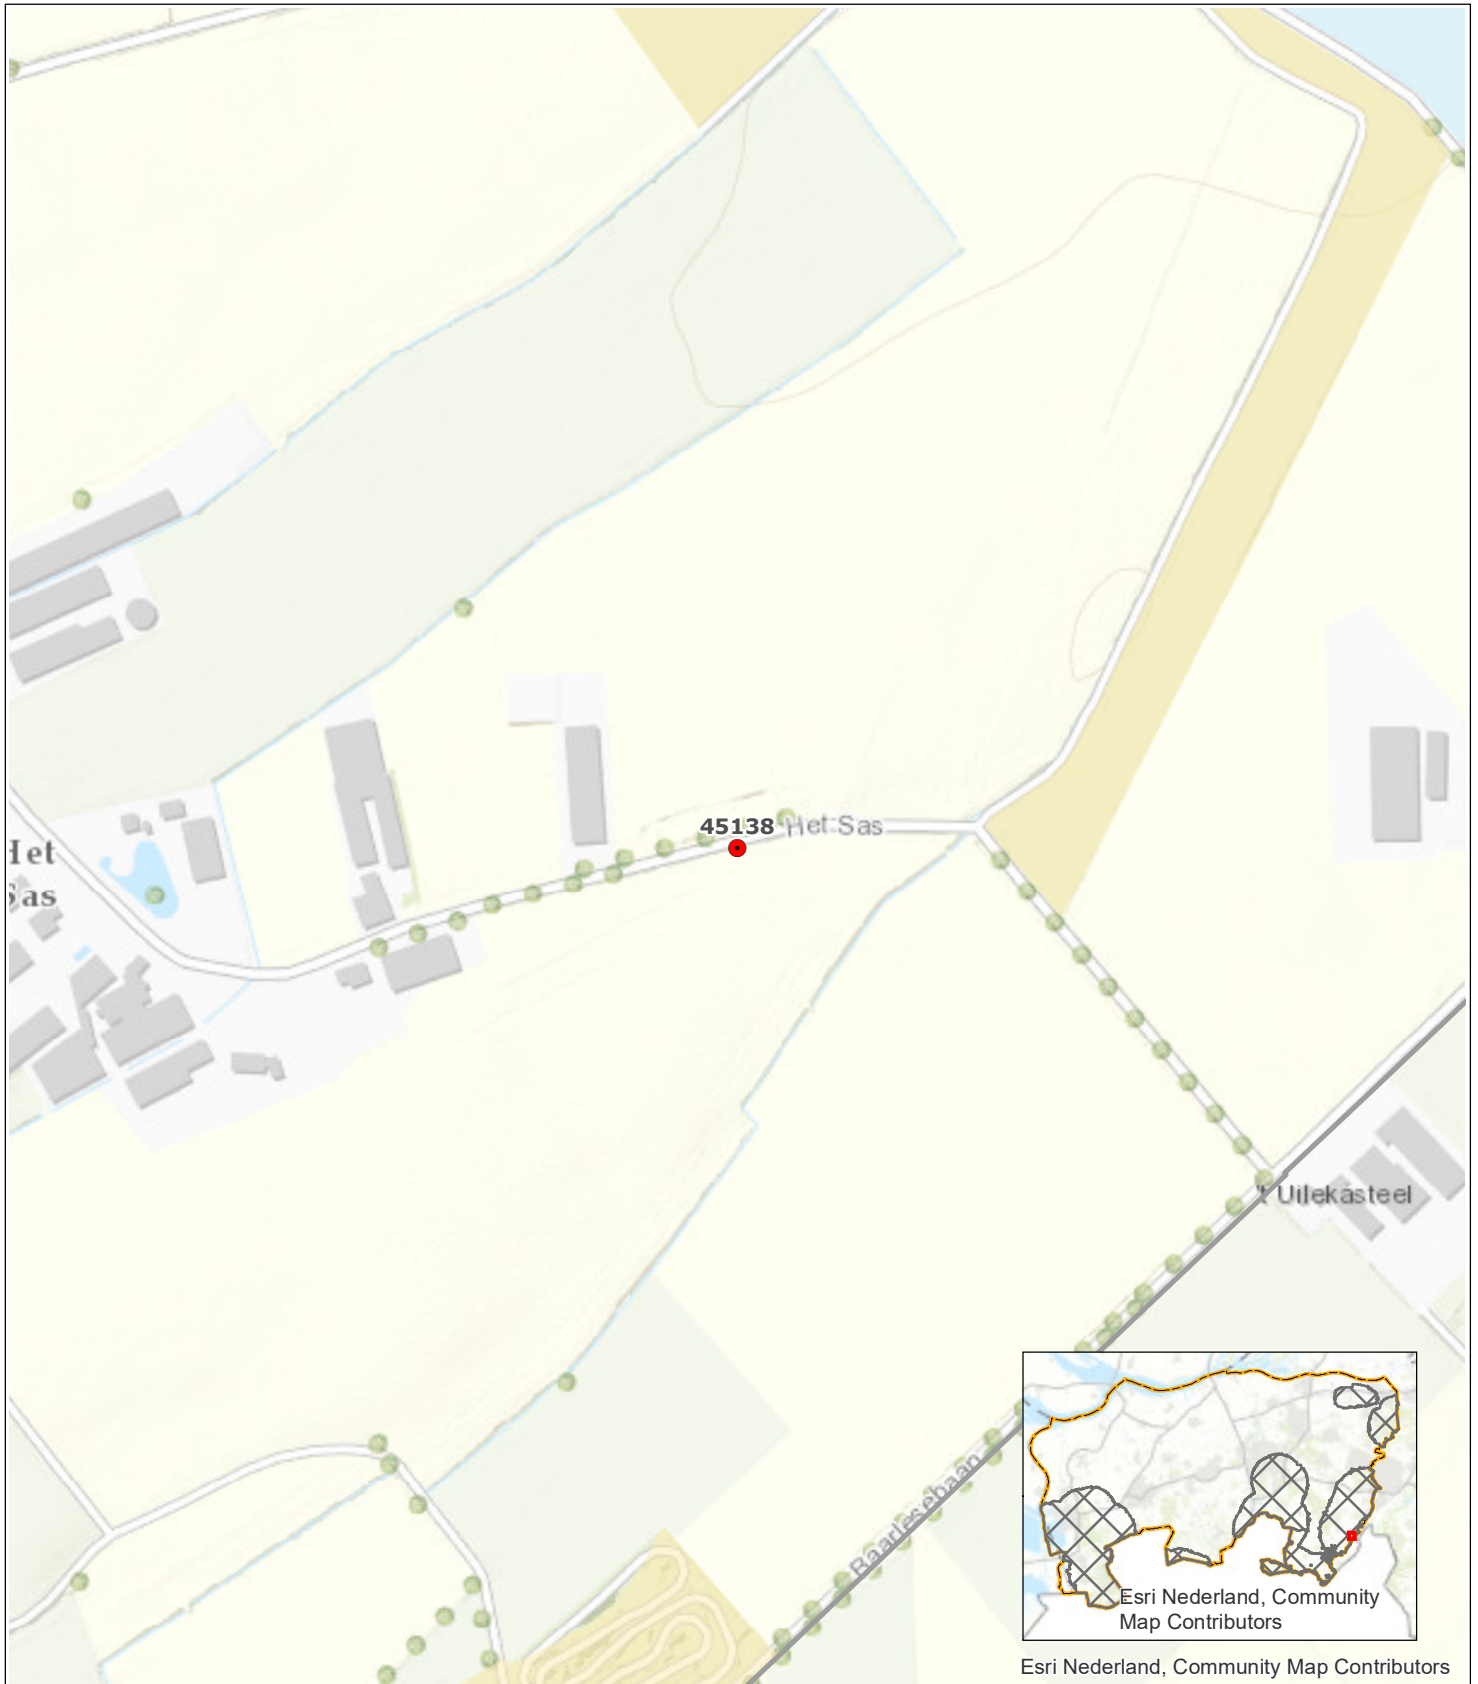 45138
Het Sas
Het
Sas
't Uilekasteel
Baarlesebaan
Esri Nederland, Community
Map Contributors
Esri Nederland, Community Map Contributors